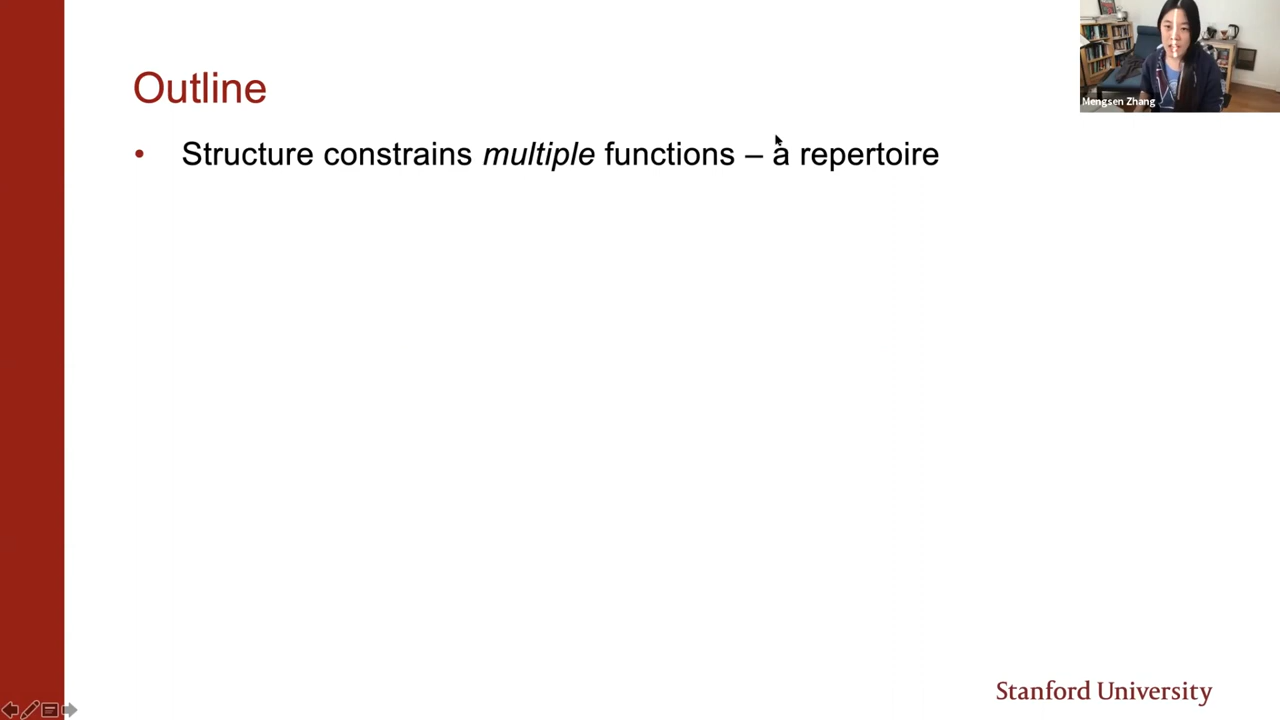 Outline
• Structure constrains multiple functions – a repertoire
Mengsen Zhang
Stanford University